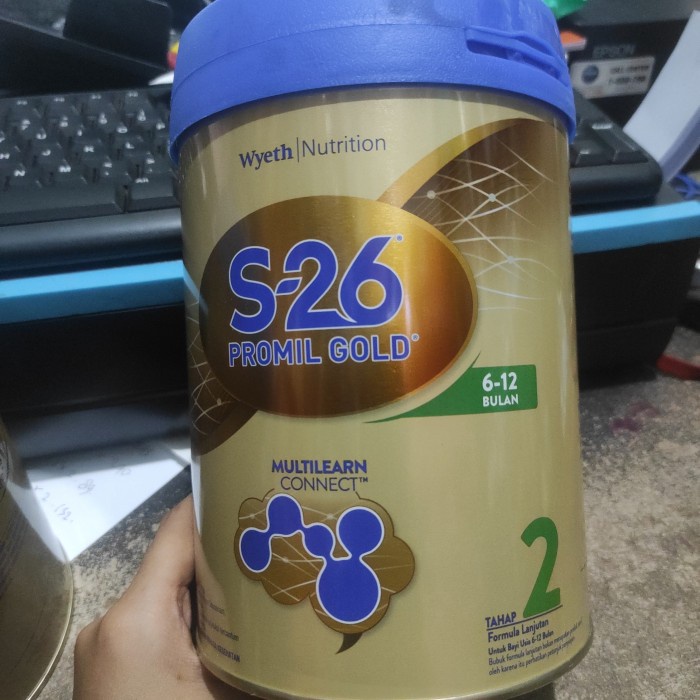 EPSON
Wyeth | Nutrition
S-26
PROMIL GOLD
6-12
BULAN
MULTILEARN
CONNECT™
2
TAHAP
Formula Lanjutan
Untuk Bayi Usia 6-12 Bulan